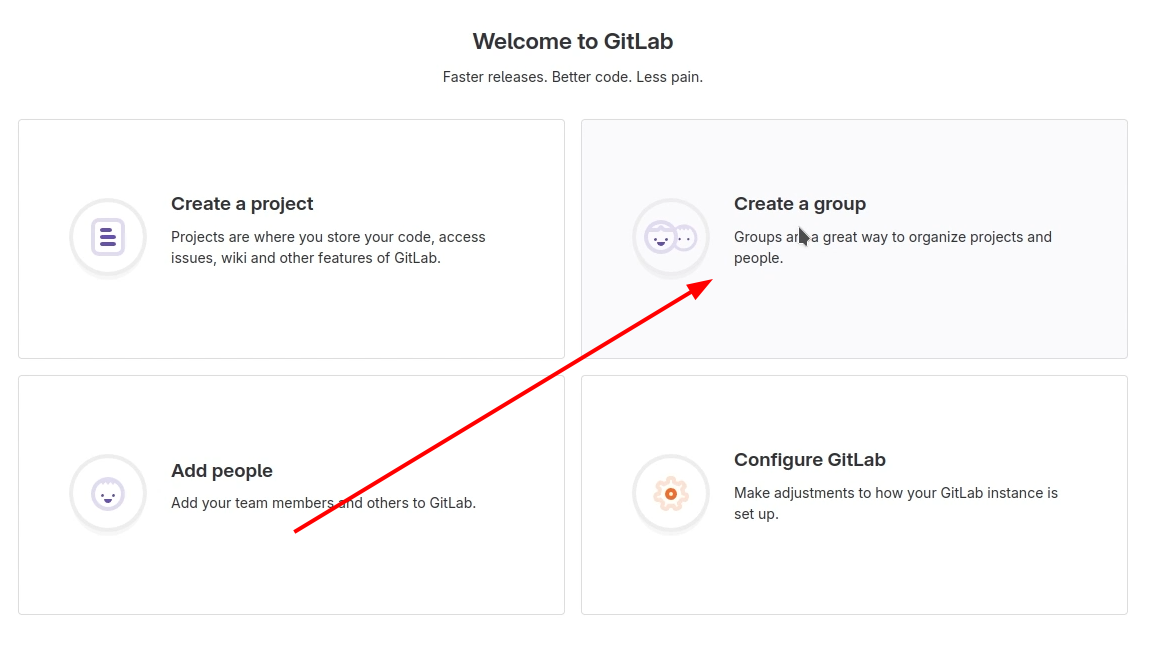 Welcome to GitLab
Faster releases. Better code. Less pain.
Create a project
Projects are where you store your code, access
issues, wiki and other features of GitLab.
Create a group
Groups are a great way to organize projects and
people.
Add people
Add your team members and others to GitLab.
Configure GitLab
Make adjustments to how your GitLab instance is
set up.